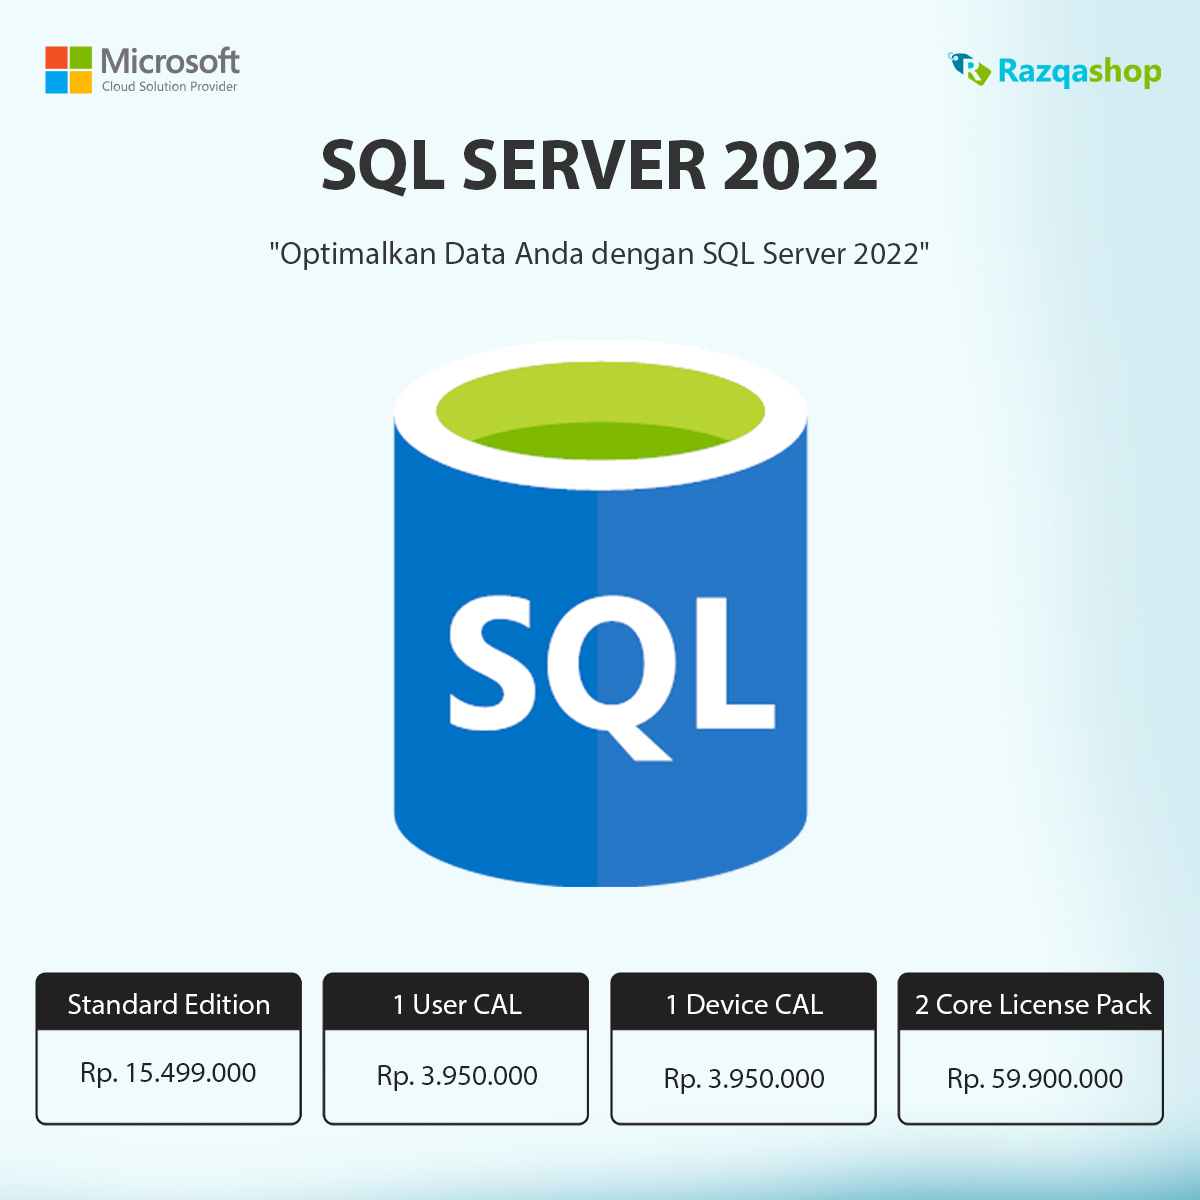 Microsoft
Cloud Solution Provider
Razqashop
SQL SERVER 2022
"Optimalkan Data Anda dengan SQL Server 2022"
SQL
Standard Edition
Rp. 15.499.000
1 User CAL
Rp. 3.950.000
1 Device CAL
Rp. 3.950.000
2 Core License Pack
Rp. 59.900.000